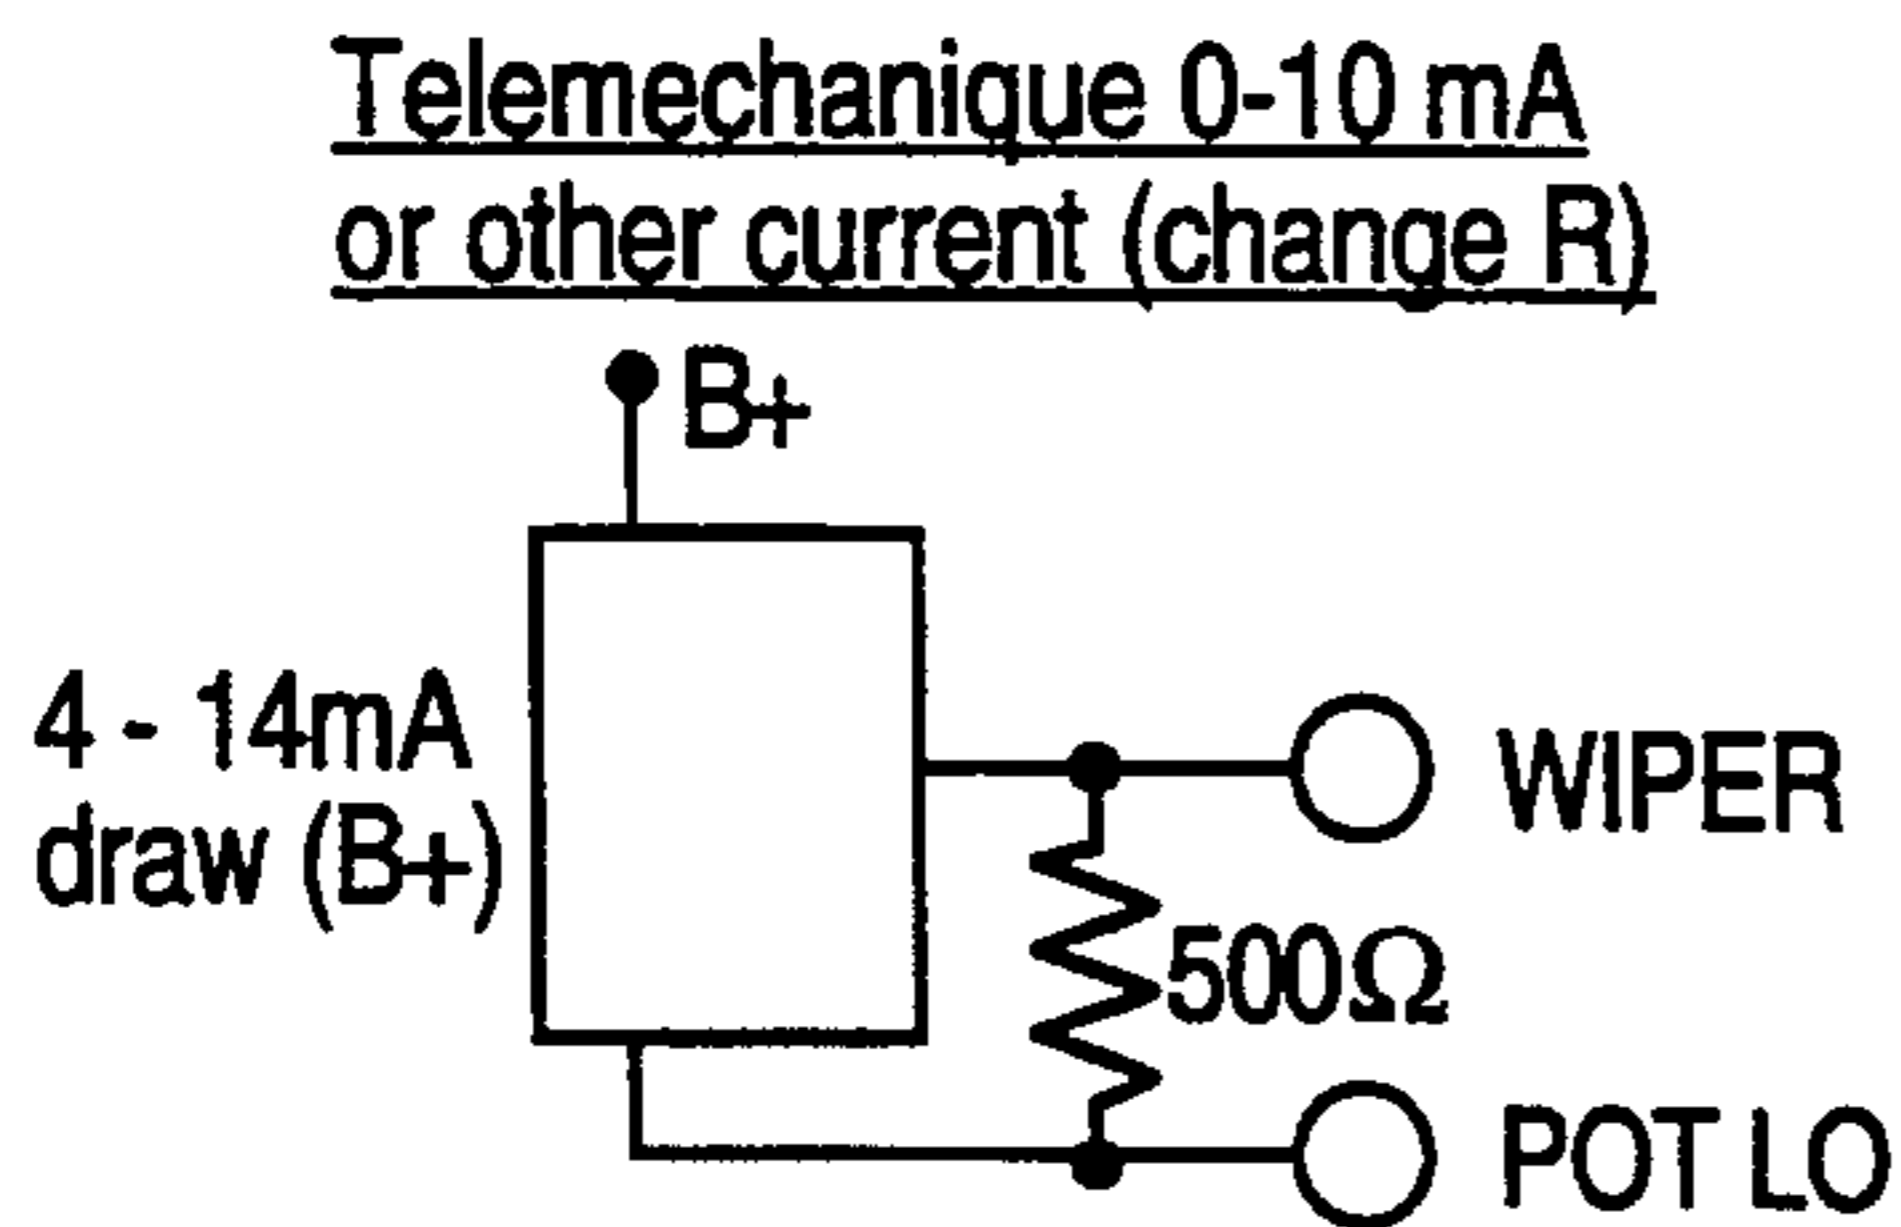 Telemechanique 0-10 mA
or other current (change R)
B+
4 - 14mA
draw (B+)
WIPER
500Ω
POT LO